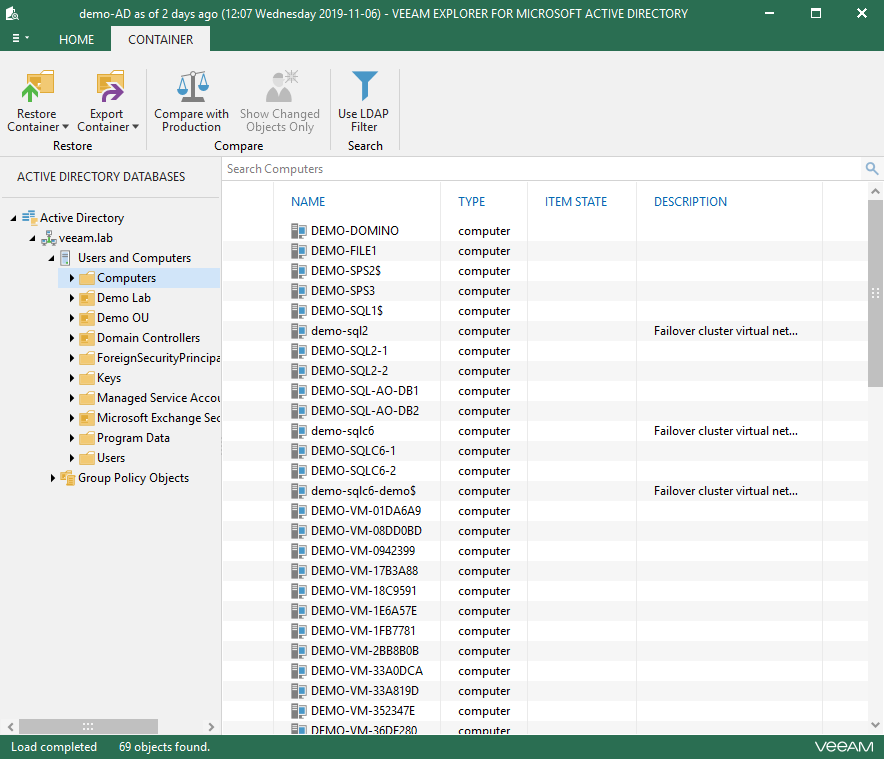 demo-AD as of 2 days ago (12:07 Wednesday 2019-11-06) - VEEAM EXPLORER FOR MICROSOFT ACTIVE DIRECTORY
HOME CONTAINER
Restore Container
Export Container
Restore
Compare with Production
Show Changed Objects Only
Compare
Use LDAP Filter
Search
ACTIVE DIRECTORY DATABASES
Active Directory
veeam.lab
Users and Computers
Computers
Demo Lab
Demo OU
Domain Controllers
ForeignSecurityPrincipa
Keys
Managed Service Accou
Microsoft Exchange Sec
Program Data
Users
Group Policy Objects
Search Computers
NAME TYPE ITEM STATE DESCRIPTION
DEMO-DOMINO computer
DEMO-FILE1 computer
DEMO-SPS2$ computer
DEMO-SPS3 computer
DEMO-SQL1$ computer
demo-sql2 computer Failover cluster virtual net...
DEMO-SQL2-1 computer
DEMO-SQL2-2 computer
DEMO-SQL-AO-DB1 computer
DEMO-SQL-AO-DB2 computer
demo-sqlc6 computer Failover cluster virtual net...
DEMO-SQLC6-1 computer
DEMO-SQLC6-2 computer
demo-sqlc6-demo$ computer Failover cluster virtual net...
DEMO-VM-01DA6A9 computer
DEMO-VM-08DD0BD computer
DEMO-VM-0942399 computer
DEMO-VM-17B3A88 computer
DEMO-VM-18C9591 computer
DEMO-VM-1E6A57E computer
DEMO-VM-1FB7781 computer
DEMO-VM-2BB8B0B computer
DEMO-VM-33A0DCA computer
DEMO-VM-33A819D computer
DEMO-VM-352347E computer
DEMO-VM-36DF280 computer
Load completed 69 objects found.
veeam